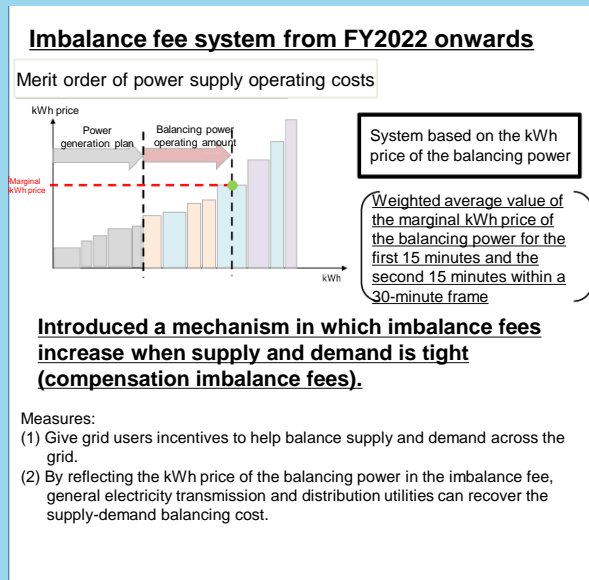 Imbalance fee system from FY2022 onwards
Merit order of power supply operating costs
kWh price
Power
generation plan
Balancing power
operating amount
Marginal
kWh price
kWh
System based on the kWh
price of the balancing power
Weighted average value of
the marginal kWh price of
the balancing power for the
first 15 minutes and the
second 15 minutes within a
30-minute frame
Introduced a mechanism in which imbalance fees
increase when supply and demand is tight
(compensation imbalance fees).
Measures:
(1) Give grid users incentives to help balance supply and demand across the
grid.
(2) By reflecting the kWh price of the balancing power in the imbalance fee,
general electricity transmission and distribution utilities can recover the
supply-demand balancing cost.